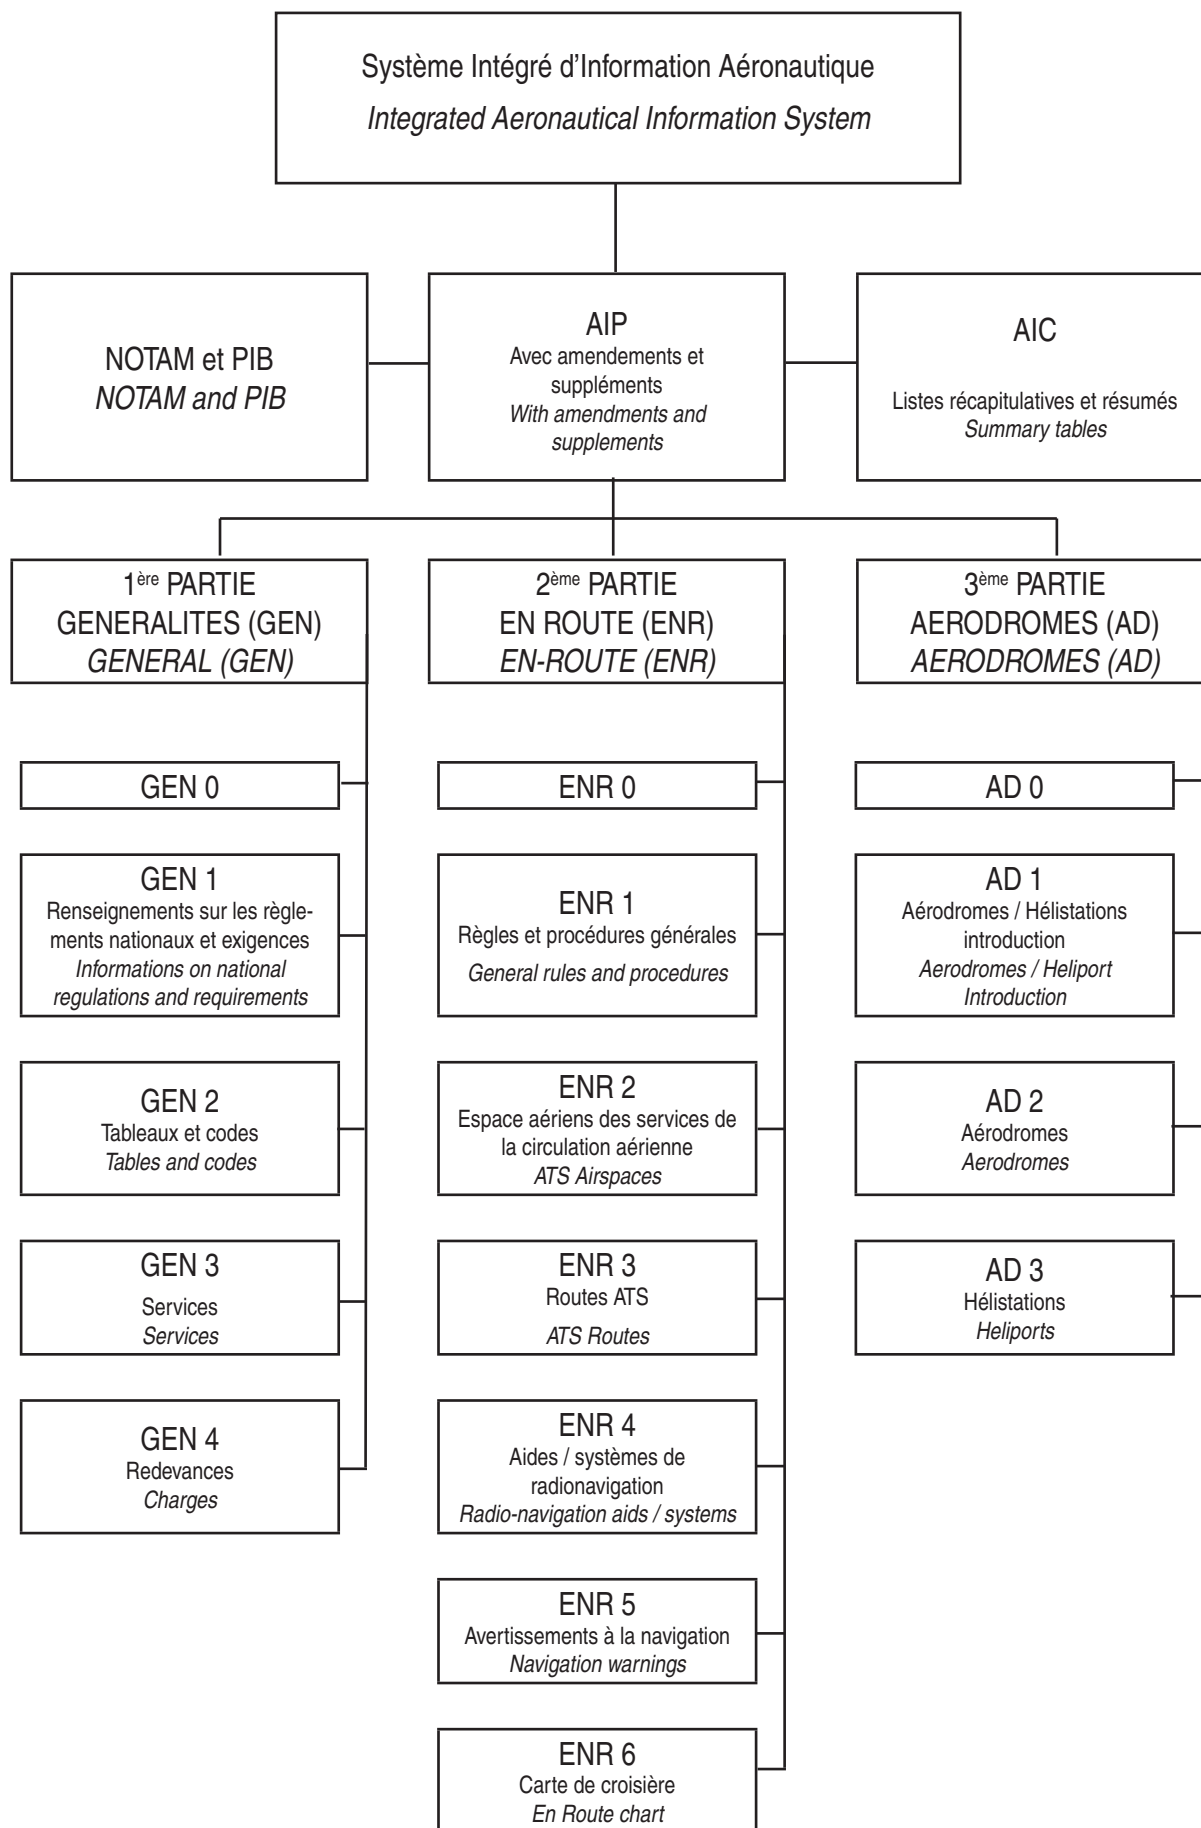 Système Intégré d’Information Aéronautique
Integrated Aeronautical Information System
NOTAM et PIB
NOTAM and PIB
AIP
Avec amendements et
suppléments
With amendments and
supplements
AIC
Listes récapitulatives et résumés
Summary tables
1ère PARTIE
GENERALITES (GEN)
GENERAL (GEN)
2ème PARTIE
EN ROUTE (ENR)
EN-ROUTE (ENR)
3ème PARTIE
AERODROMES (AD)
AERODROMES (AD)
GEN 0
GEN 1
Renseignements sur les règle-
ments nationaux et exigences
Informations on national
regulations and requirements
GEN 2
Tableaux et codes
Tables and codes
GEN 3
Services
Services
GEN 4
Redevances
Charges
ENR 0
ENR 1
Règles et procédures générales
General rules and procedures
ENR 2
Espace aériens des services de
la circulation aérienne
ATS Airspaces
ENR 3
Routes ATS
ATS Routes
ENR 4
Aides / systèmes de
radionavigation
Radio-navigation aids / systems
ENR 5
Avertissements à la navigation
Navigation warnings
ENR 6
Carte de croisière
En Route chart
AD 0
AD 1
Aérodromes / Hélistations
introduction
Aerodromes / Heliport
Introduction
AD 2
Aérodromes
Aerodromes
AD 3
Hélistations
Heliports